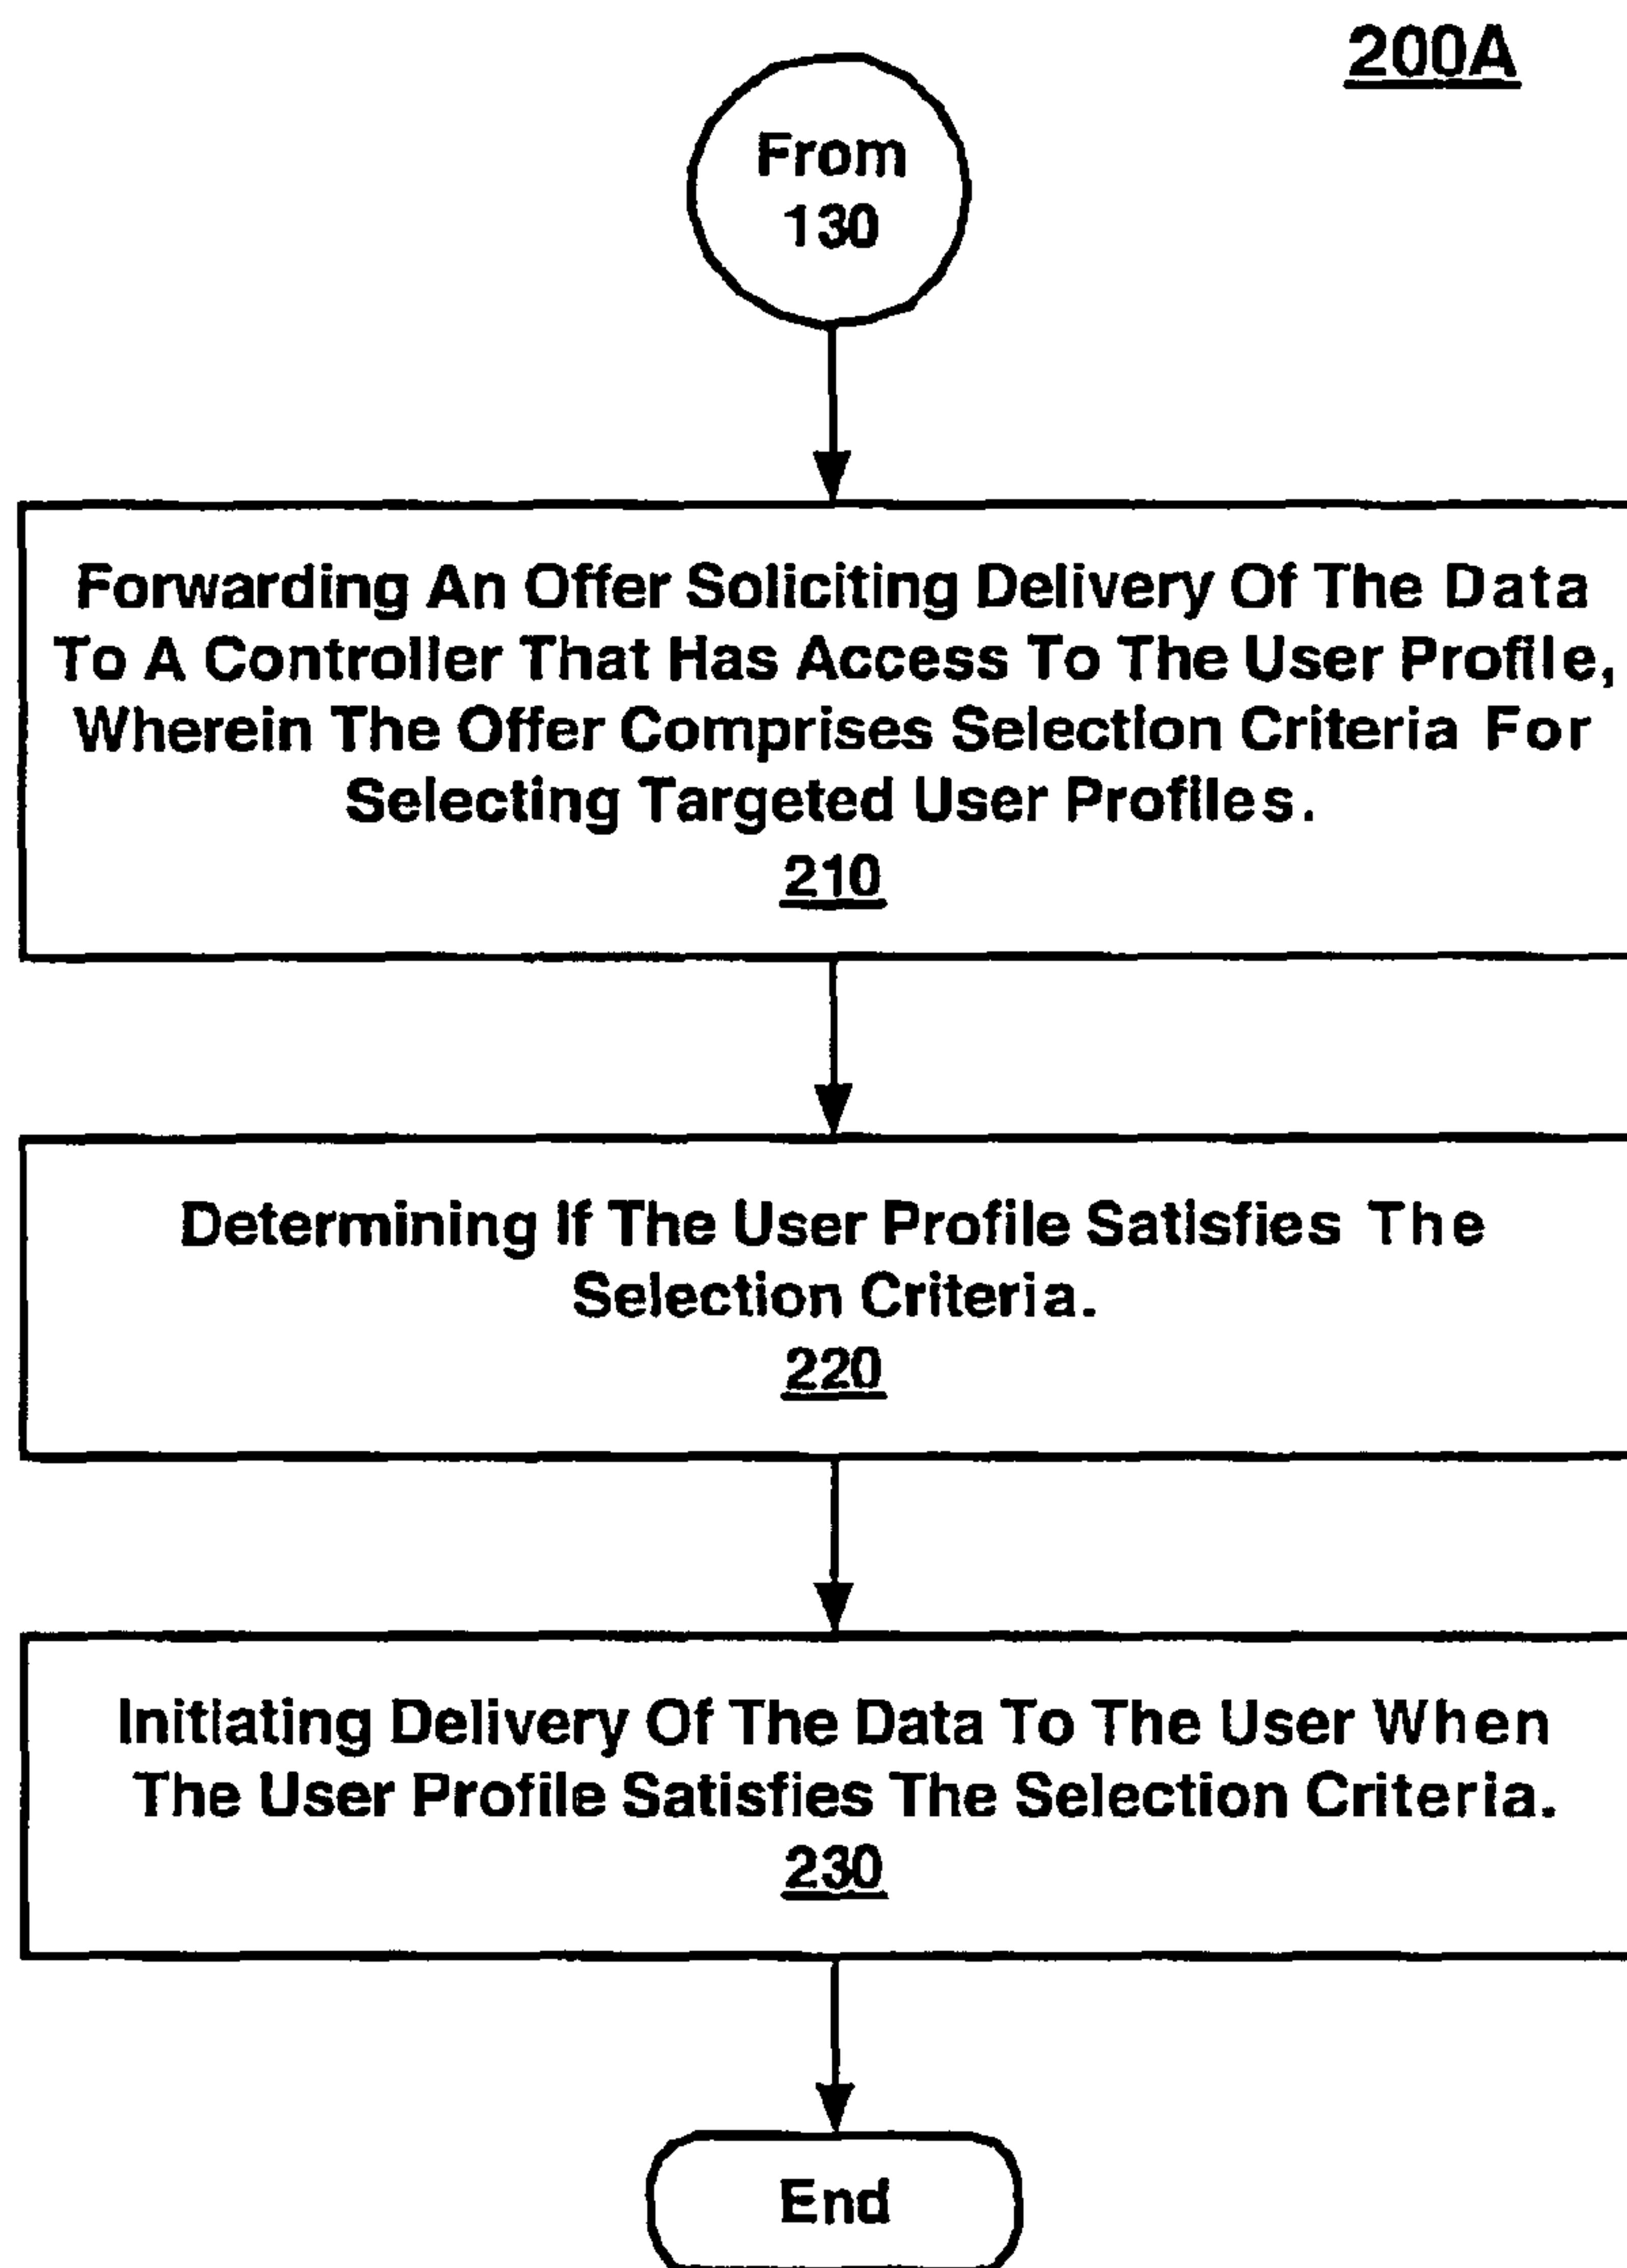 200A
From
130
Forwarding An Offer Soliciting Delivery Of The Data
To A Controller That Has Access To The User Profile,
Wherein The Offer Comprises Selection Criteria For
Selecting Targeted User Profiles.
210
Determining If The User Profile Satisfies The
Selection Criteria.
220
Initiating Delivery Of The Data To The User When
The User Profile Satisfies The Selection Criteria.
230
End